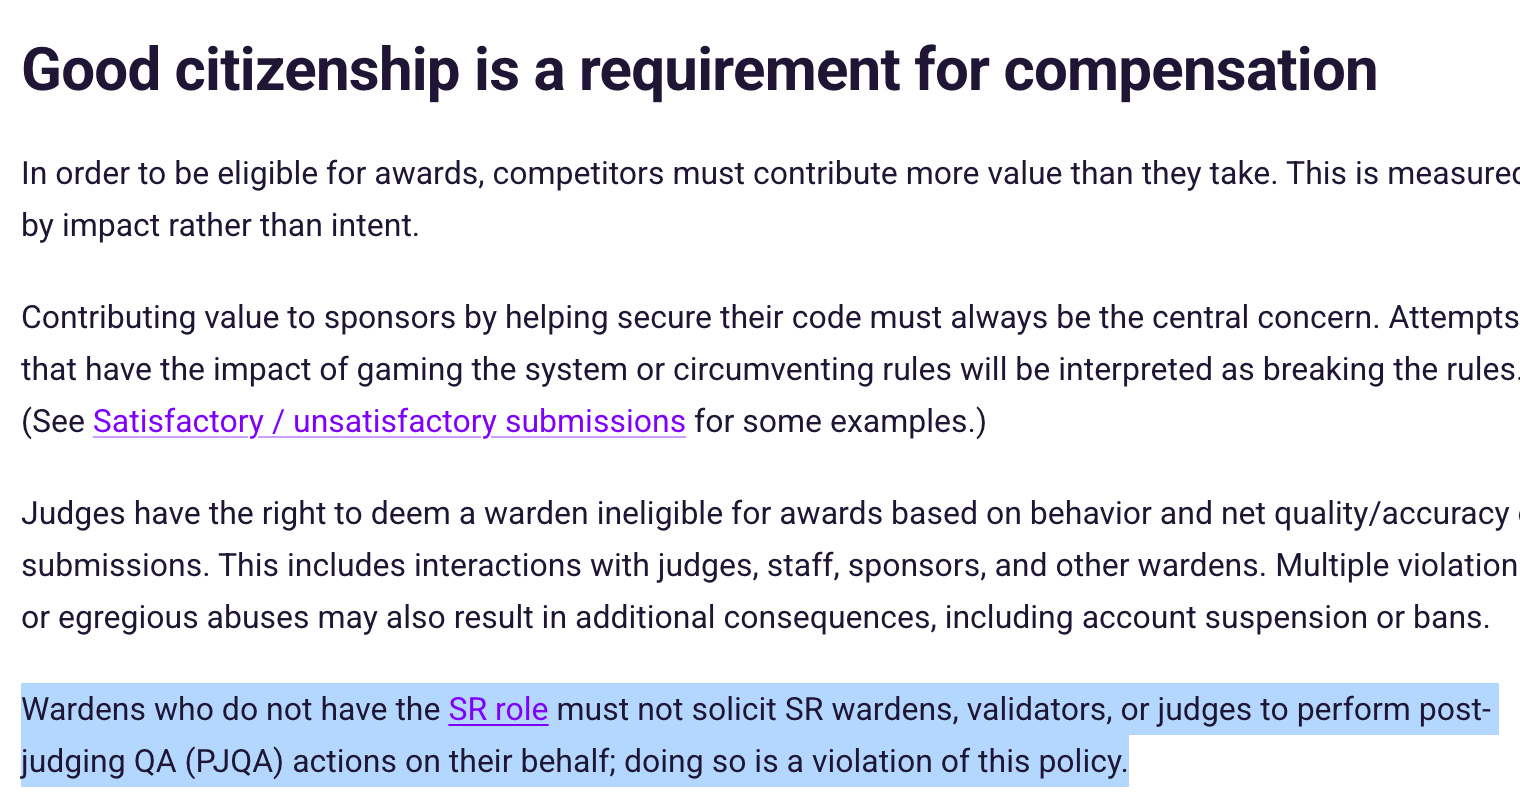 Good citizenship is a requirement for compensation
In order to be eligible for awards, competitors must contribute more value than they take. This is measured
by impact rather than intent.
Contributing value to sponsors by helping secure their code must always be the central concern. Attempts
that have the impact of gaming the system or circumventing rules will be interpreted as breaking the rules.
(See Satisfactory / unsatisfactory submissions for some examples.)
Judges have the right to deem a warden ineligible for awards based on behavior and net quality/accuracy
submissions. This includes interactions with judges, staff, sponsors, and other wardens. Multiple violation
or egregious abuses may also result in additional consequences, including account suspension or bans.
Wardens who do not have the SR role must not solicit SR wardens, validators, or judges to perform post-
judging QA (PJQA) actions on their behalf; doing so is a violation of this policy.